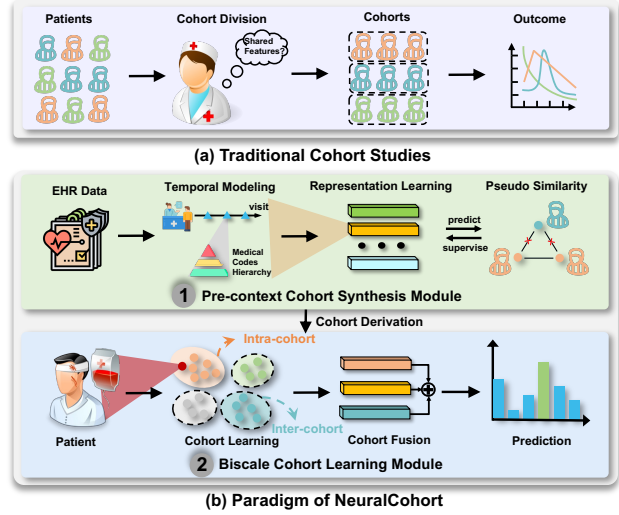 Patients
Cohort Division
Cohorts
Outcome
Shared
Features?
(a) Traditional Cohort Studies
EHR Data
Temporal Modeling
Representation Learning
Pseudo Similarity
visit
predict
supervise
Medical
Codes
Hierarchy
1 Pre-context Cohort Synthesis Module
Cohort Derivation
Intra-cohort
Inter-cohort
Patient
Cohort Learning
Cohort Fusion
Prediction
2 Biscale Cohort Learning Module
(b) Paradigm of NeuralCohort